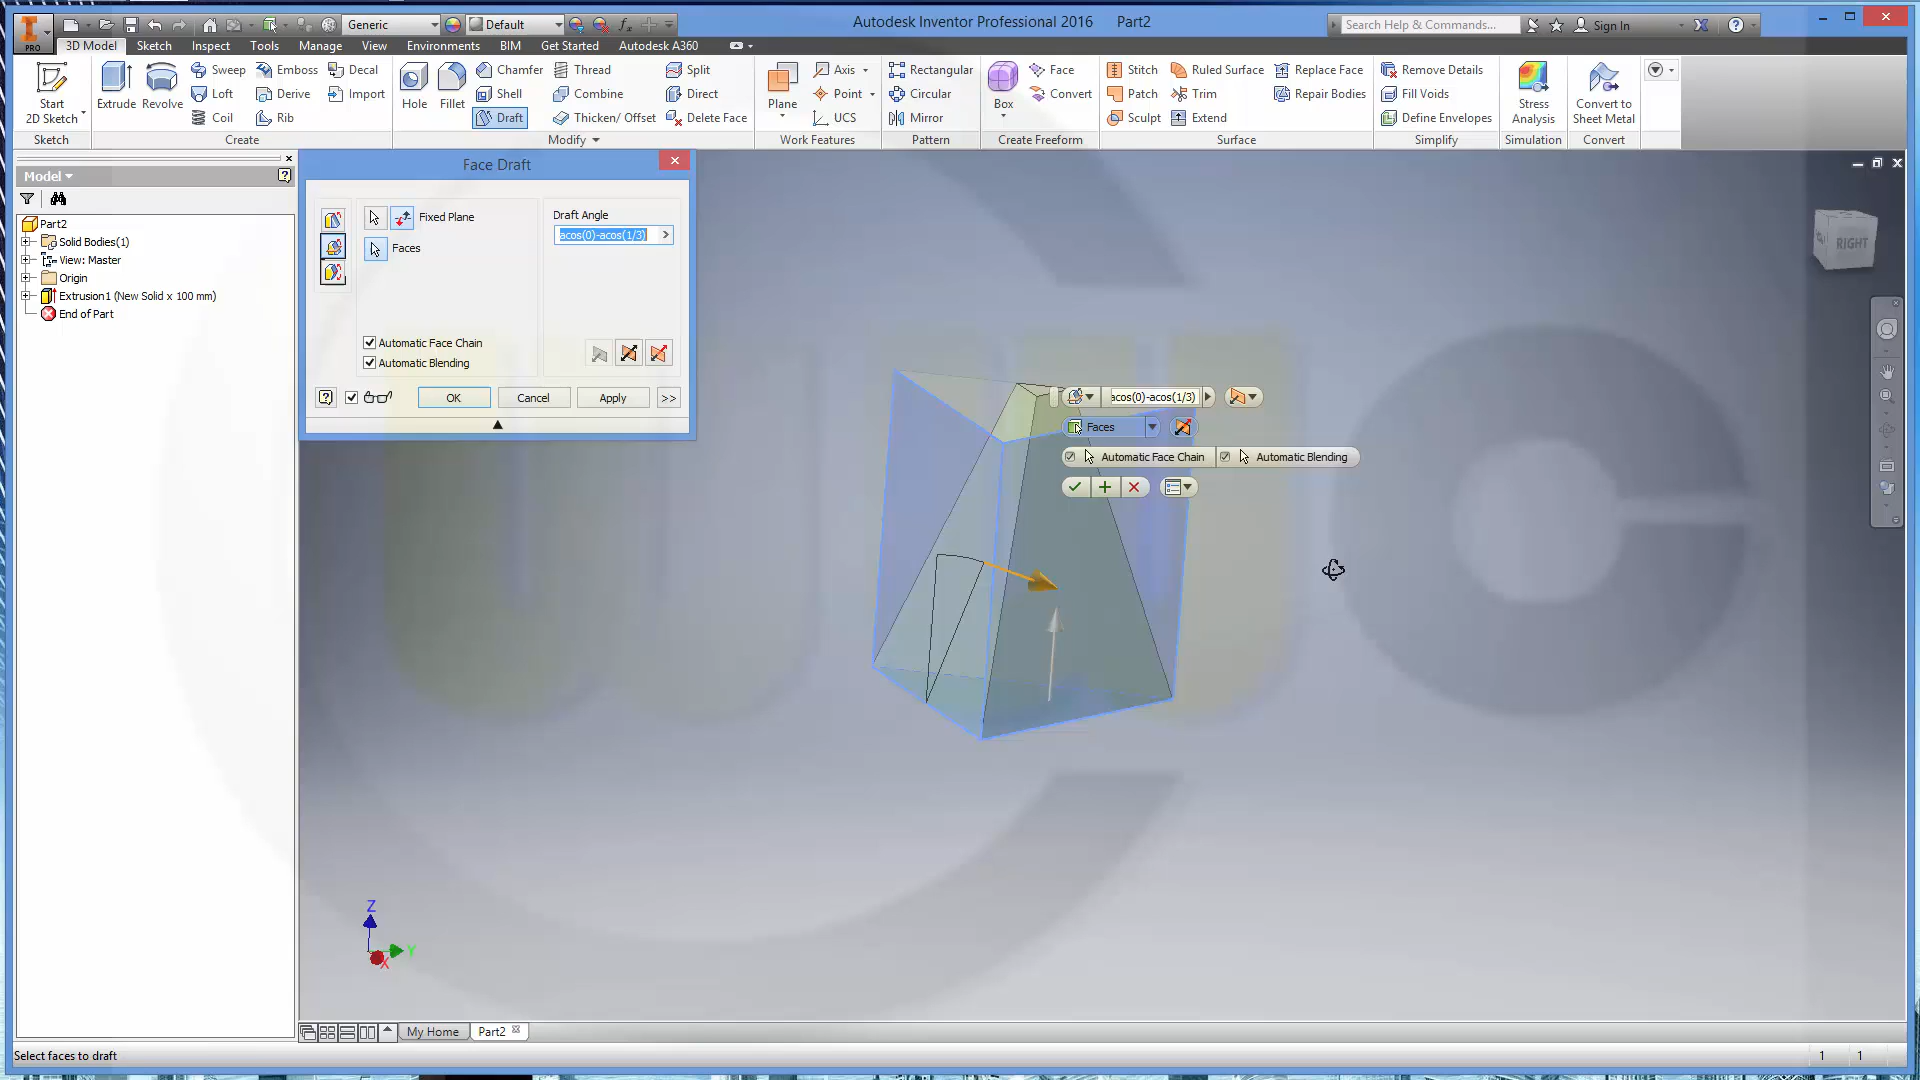 Generic
Default
Autodesk Inventor Professional 2016 Part2
Search Help & Commands...
Sign In
PRO
3D Model Sketch Inspect Tools Manage View Environments BIM Get Started Autodesk A360
Start
2D Sketch
Extrude
Revolve
Sweep
Loft
Coil
Emboss
Derive
Rib
Decal
Import
Hole
Fillet
Chamfer
Shell
Draft
Thread
Combine
Thicken/ Offset
Split
Direct
Delete Face
Plane
Axis
Point
UCS
Rectangular
Circular
Mirror
Box
Face
Convert
Stitch
Patch
Sculpt
Ruled Surface
Trim
Extend
Replace Face
Repair Bodies
Remove Details
Fill Voids
Define Envelopes
Stress
Analysis
Convert to
Sheet Metal
Sketch Create Modify Work Features Pattern Create Freeform Surface Simplify Simulation Convert
Model
Part2
Solid Bodies(1)
View: Master
Origin
Extrusion1 (New Solid x 100 mm)
End of Part
Face Draft
Fixed Plane
Faces
Draft Angle
acos(0)-acos(1/3)
Automatic Face Chain
Automatic Blending
OK Cancel Apply >>
acos(0)-acos(1/3)
Faces
Automatic Face Chain Automatic Blending
RIGHT
Z
Y
X
My Home Part2
Select faces to draft
1 1